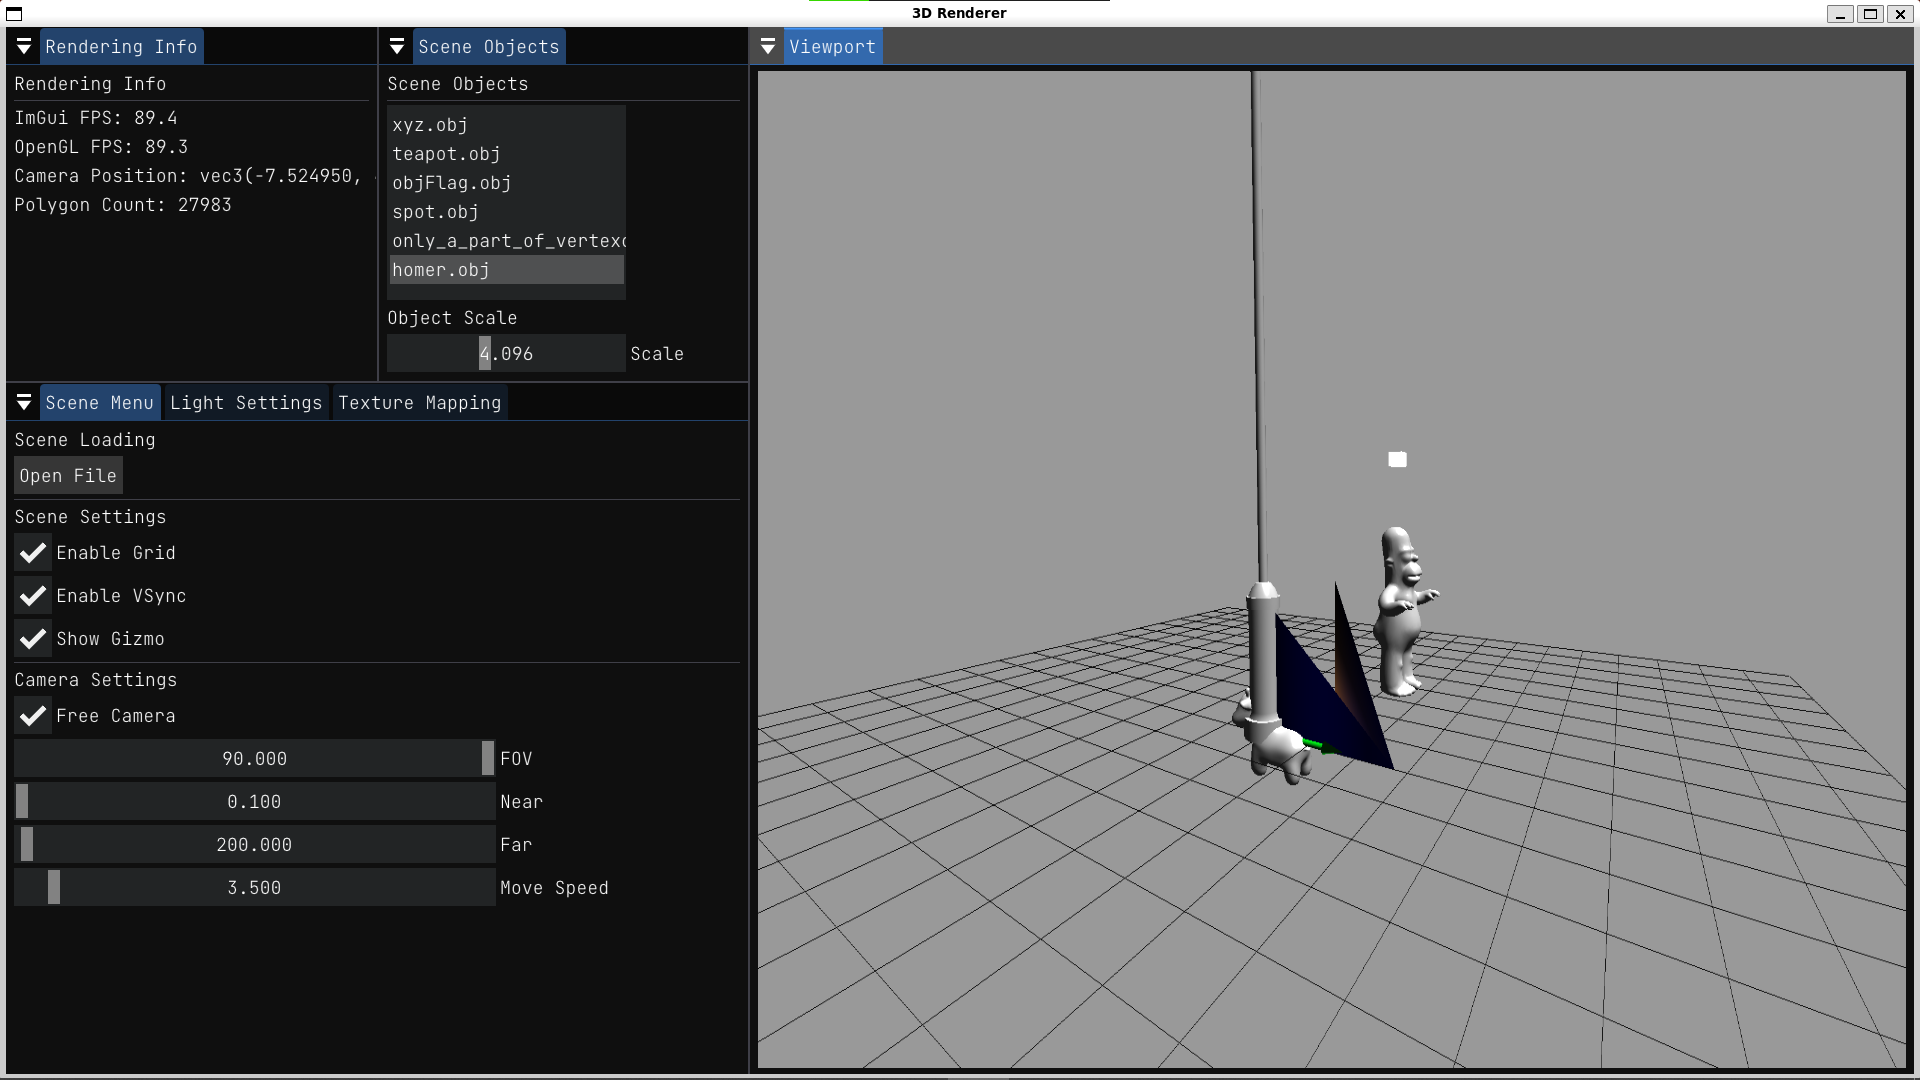 3D Renderer
Rendering Info
Rendering Info
ImGui FPS: 89.4
OpenGL FPS: 89.3
Camera Position: vec3(-7.524950,
Polygon Count: 27983
Scene Objects
Scene Objects
xyz.obj
teapot.obj
objFlag.obj
spot.obj
only_a_part_of_vertexc
homer.obj
Object Scale
4.096 Scale
Scene Menu Light Settings Texture Mapping
Scene Loading
Open File
Scene Settings
Enable Grid
Enable VSync
Show Gizmo
Camera Settings
Free Camera
90.000 FOV
0.100 Near
200.000 Far
3.500 Move Speed
Viewport